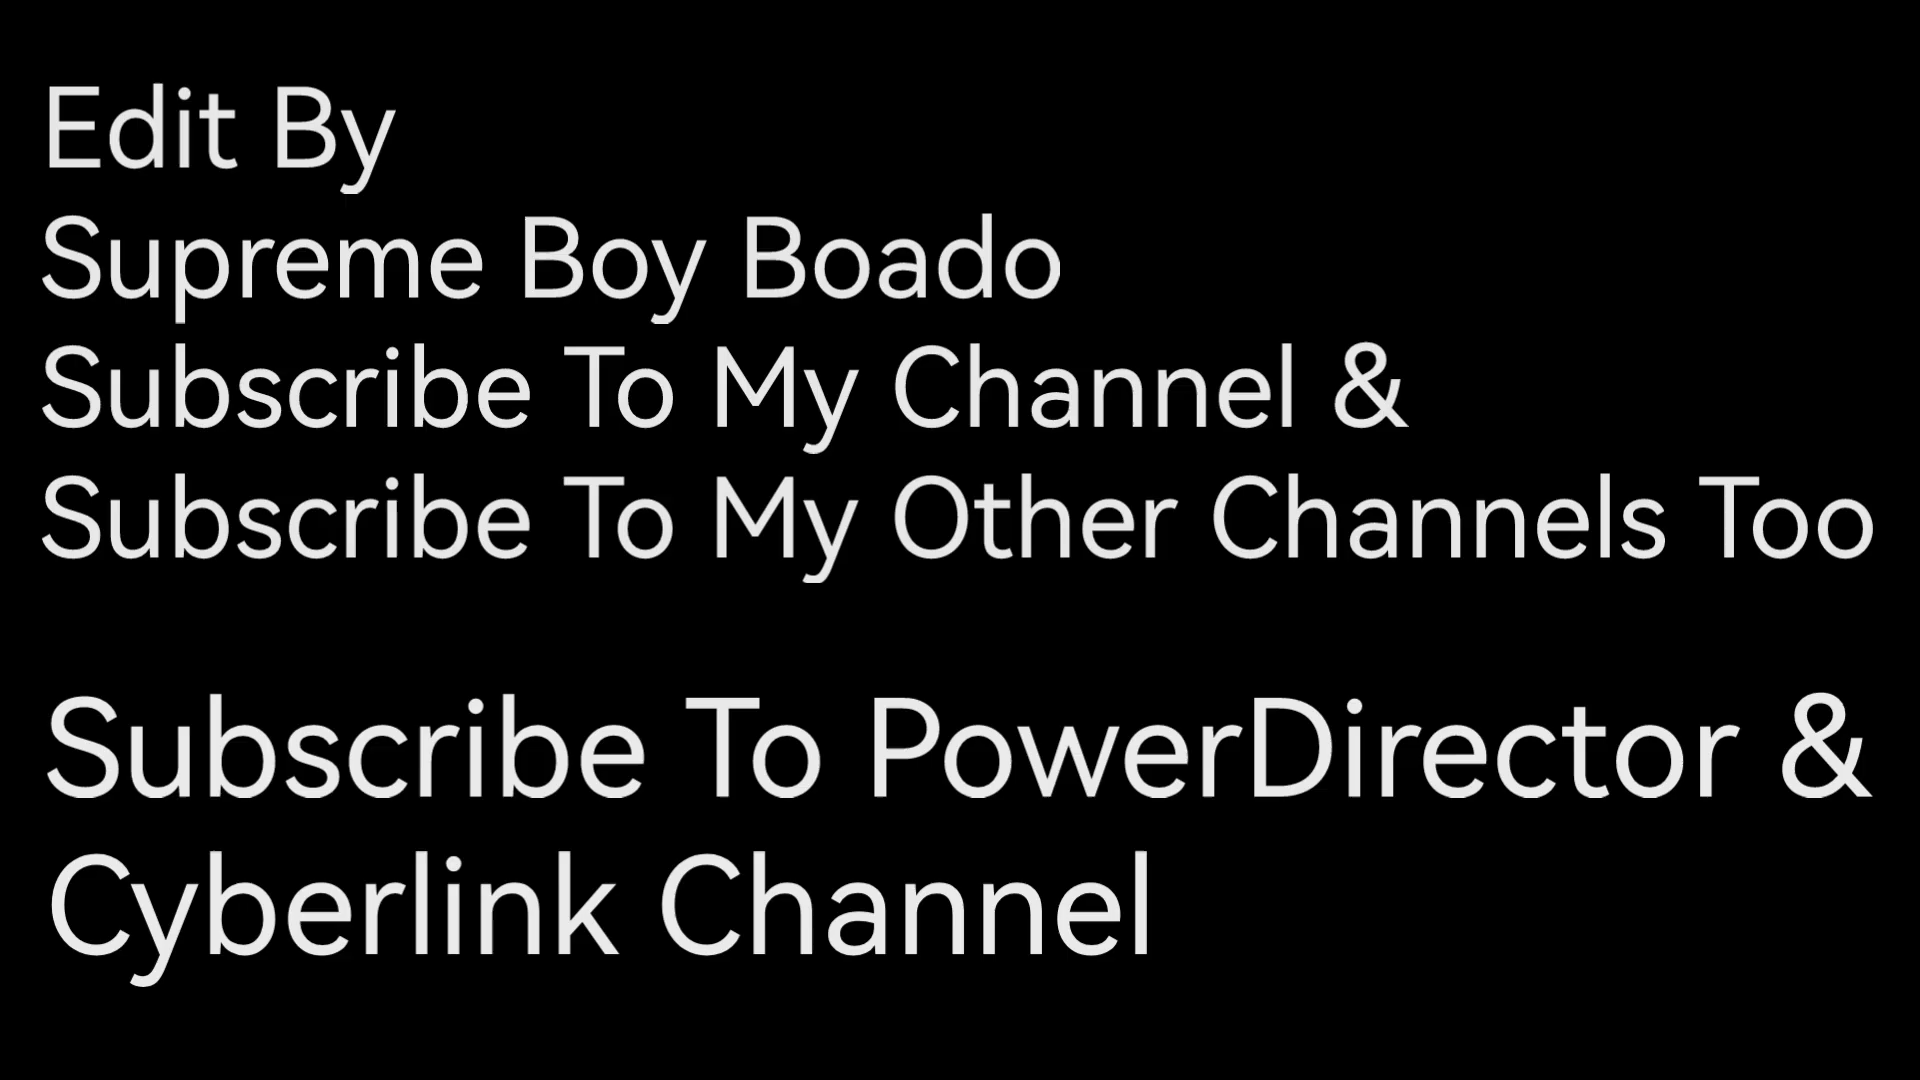 Edit By
Supreme Boy Boado
Subscribe To My Channel &
Subscribe To My Other Channels Too
Subscribe To PowerDirector &
Cyberlink Channel